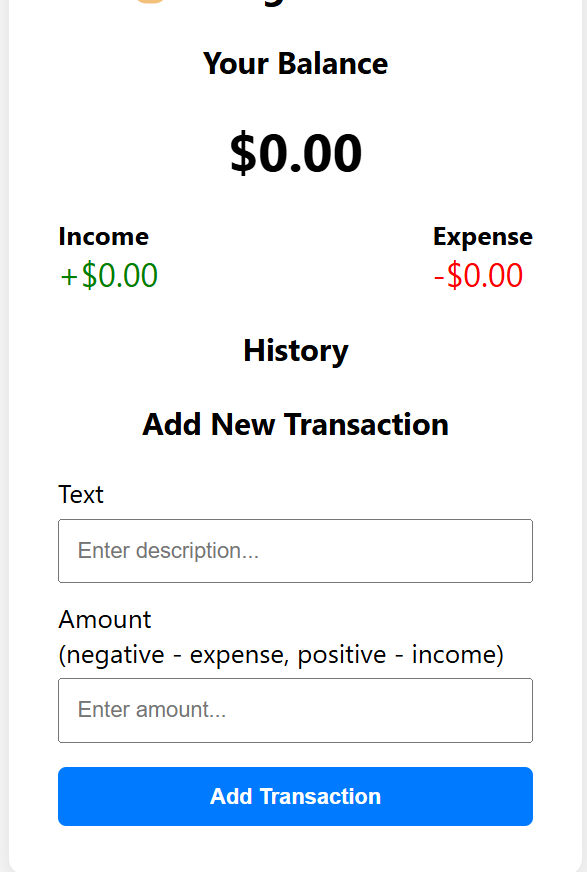 Your Balance
$0.00
Income
Expense
+$0.00
-$0.00
History
Add New Transaction
Text
Enter description...
Amount
(negative - expense, positive - income)
Enter amount...
Add Transaction